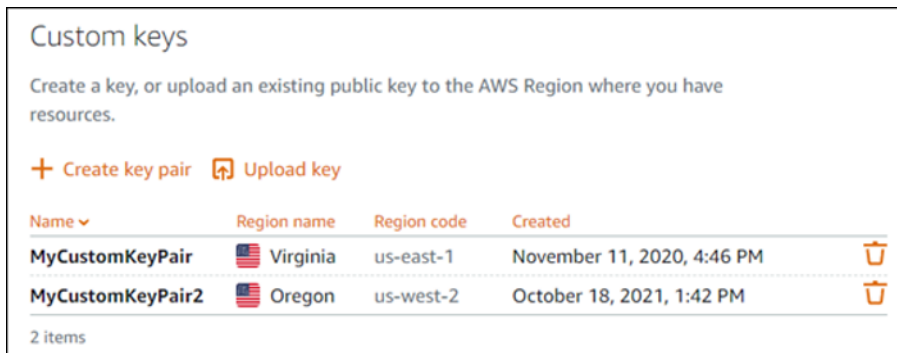 Custom keys
Create a key, or upload an existing public key to the AWS Region where you have
resources.
Create key pair Upload key
Name Region name Region code Created
MyCustomKeyPair Virginia us-east-1 November 11, 2020, 4:46 PM
MyCustomKeyPair2 Oregon us-west-2 October 18, 2021, 1:42 PM
2 items